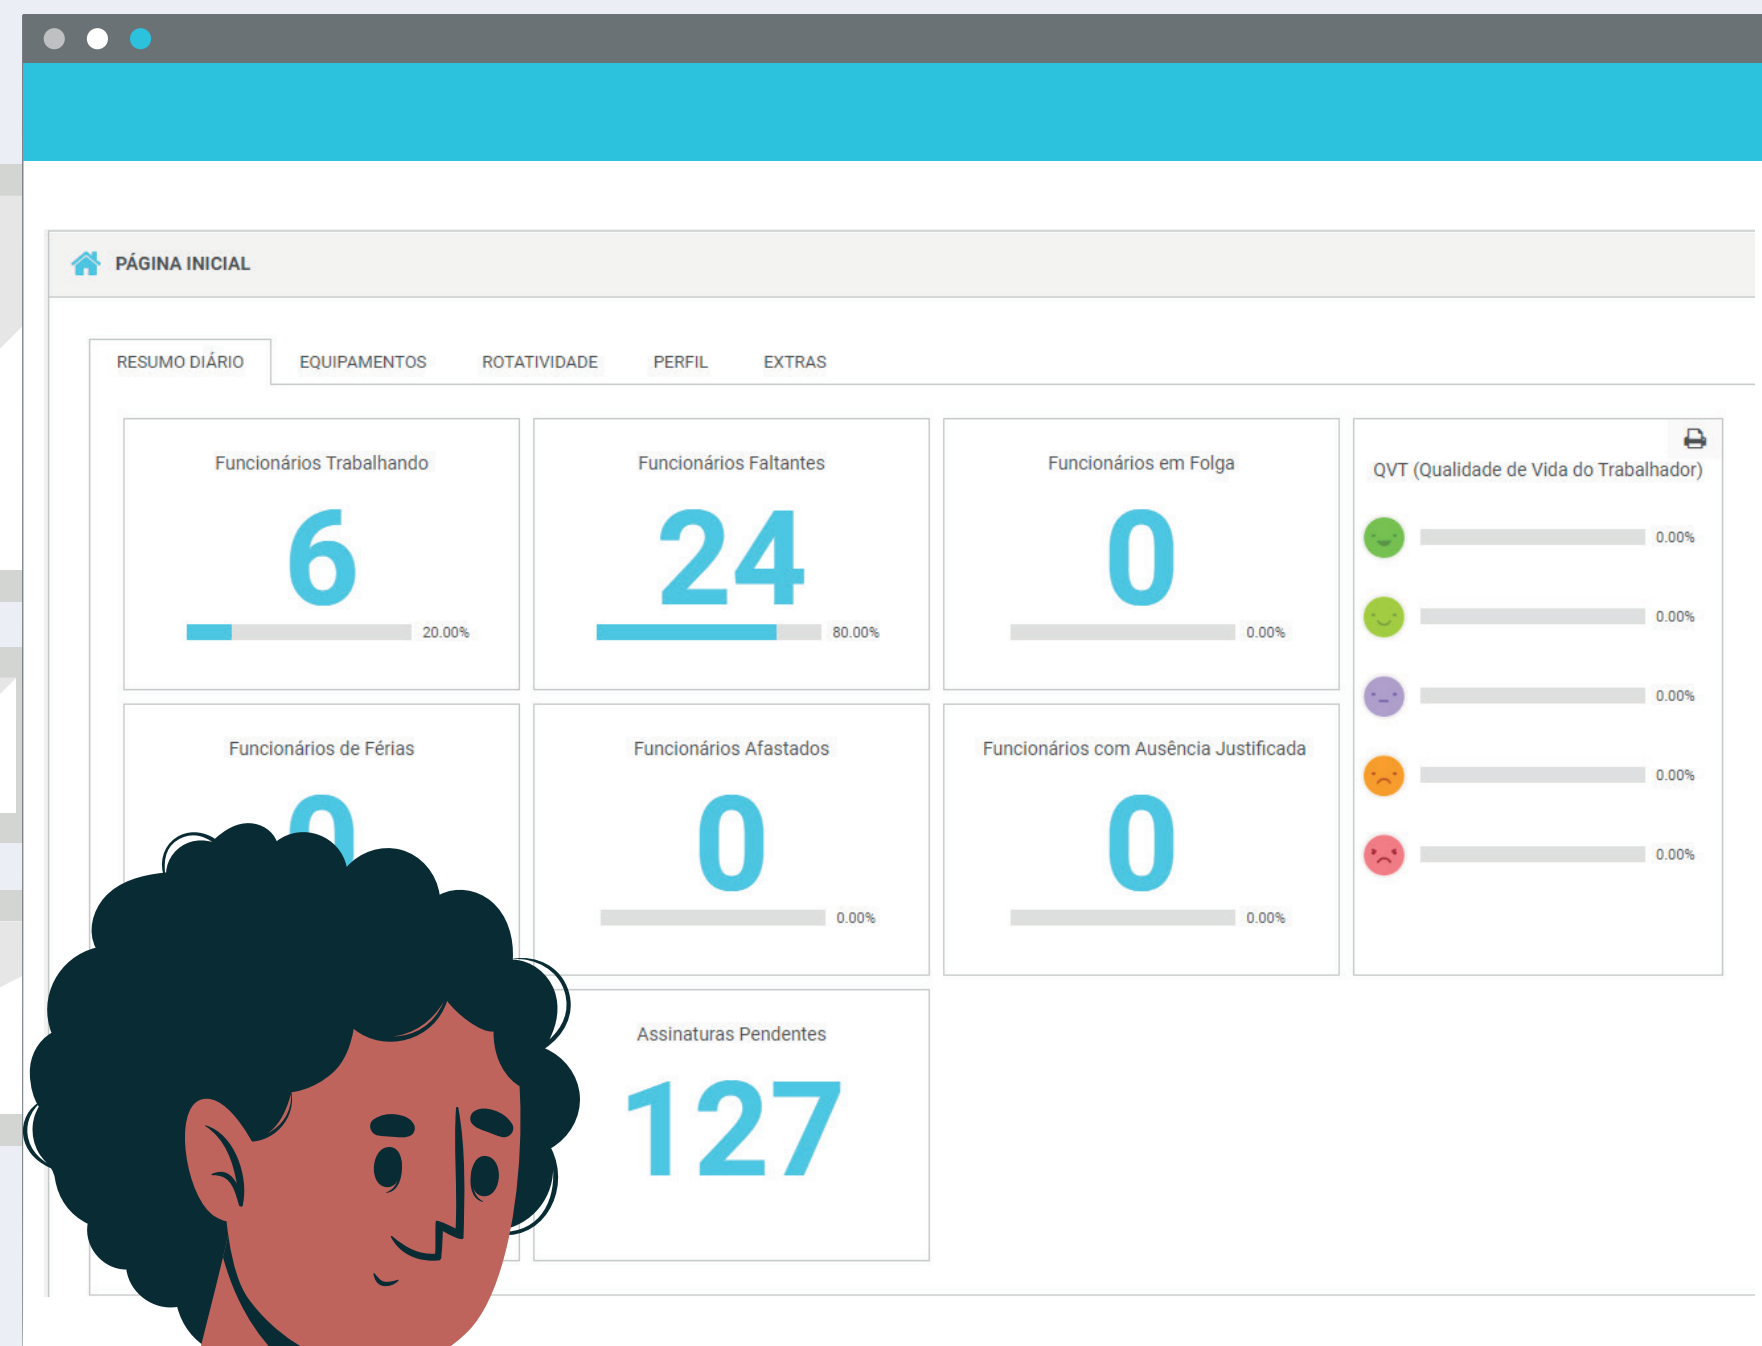 PÁGINA INICIAL
RESUMO DIÁRIO EQUIPAMENTOS ROTATIVIDADE PERFIL EXTRAS
Funcionários Trabalhando
6
20.00%
Funcionários Faltantes
24
80.00%
Funcionários em Folga
0
0.00%
QVT (Qualidade de Vida do Trabalhador)
0.00%
0.00%
0.00%
0.00%
0.00%
Funcionários de Férias
Funcionários Afastados
0
0.00%
Funcionários com Ausência Justificada
0
0.00%
Assinaturas Pendentes
127